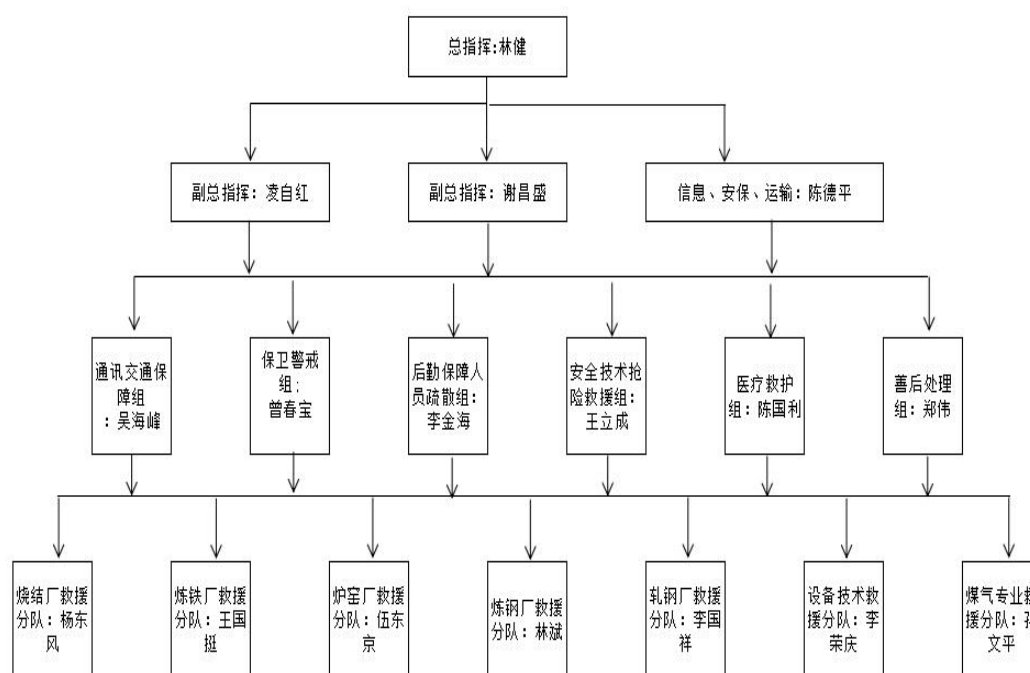 总指挥:林健
副总指挥: 凌自红
副总指挥: 谢昌盛
信息、安保、运输: 陈德平
通讯交通保
障组
: 吴海峰
保卫警戒
组;
曾春宝
后勤保障人
员疏散组:
李金海
安全技术抢
险救援组:
王立成
医疗救护
组: 陈国利
善后处理
组: 郑伟
烧结厂救援
分队: 杨东
风
炼铁厂救援
分队: 王国
挺
炉窑厂救援
分队: 伍东
京
炼钢厂救援
分队: 林斌
轧钢厂救援
分队: 李国
祥
设备技术救
援分队: 李
荣庆
煤气专业救
援分队:
文平